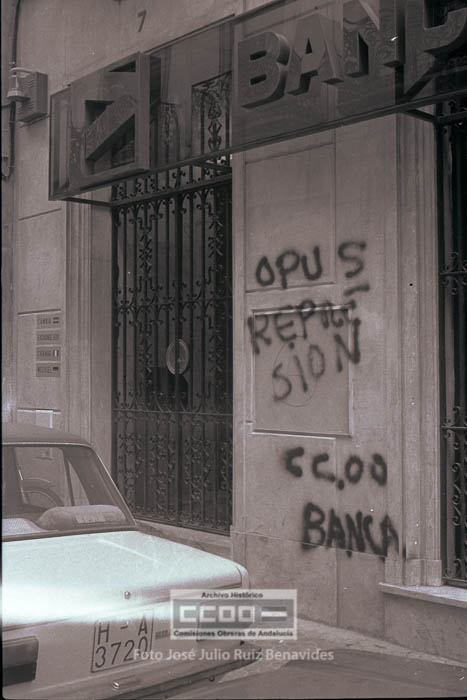 7
BAN
OPUS
REPRE
SION
CC.OO
BANCA
H-A
3720
Archivo Histórico
CCOO
Comisiones Obreras de Andalucía
Foto José Julio Ruiz Benavides